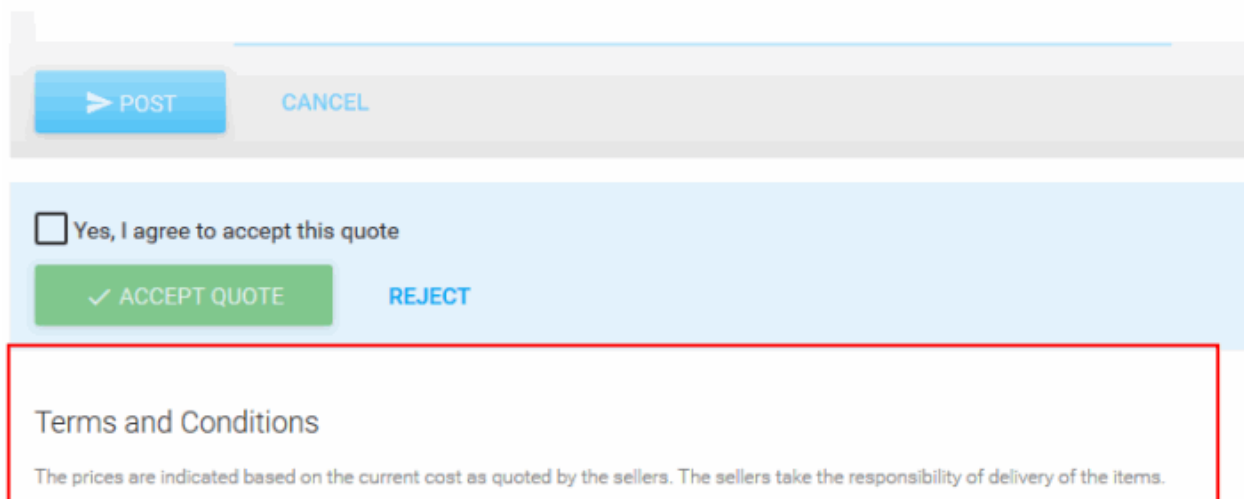 POST CANCEL
Yes, I agree to accept this quote
ACCEPT QUOTE REJECT
Terms and Conditions
The prices are indicated based on the current cost as quoted by the sellers. The sellers take the responsibility of delivery of the items.